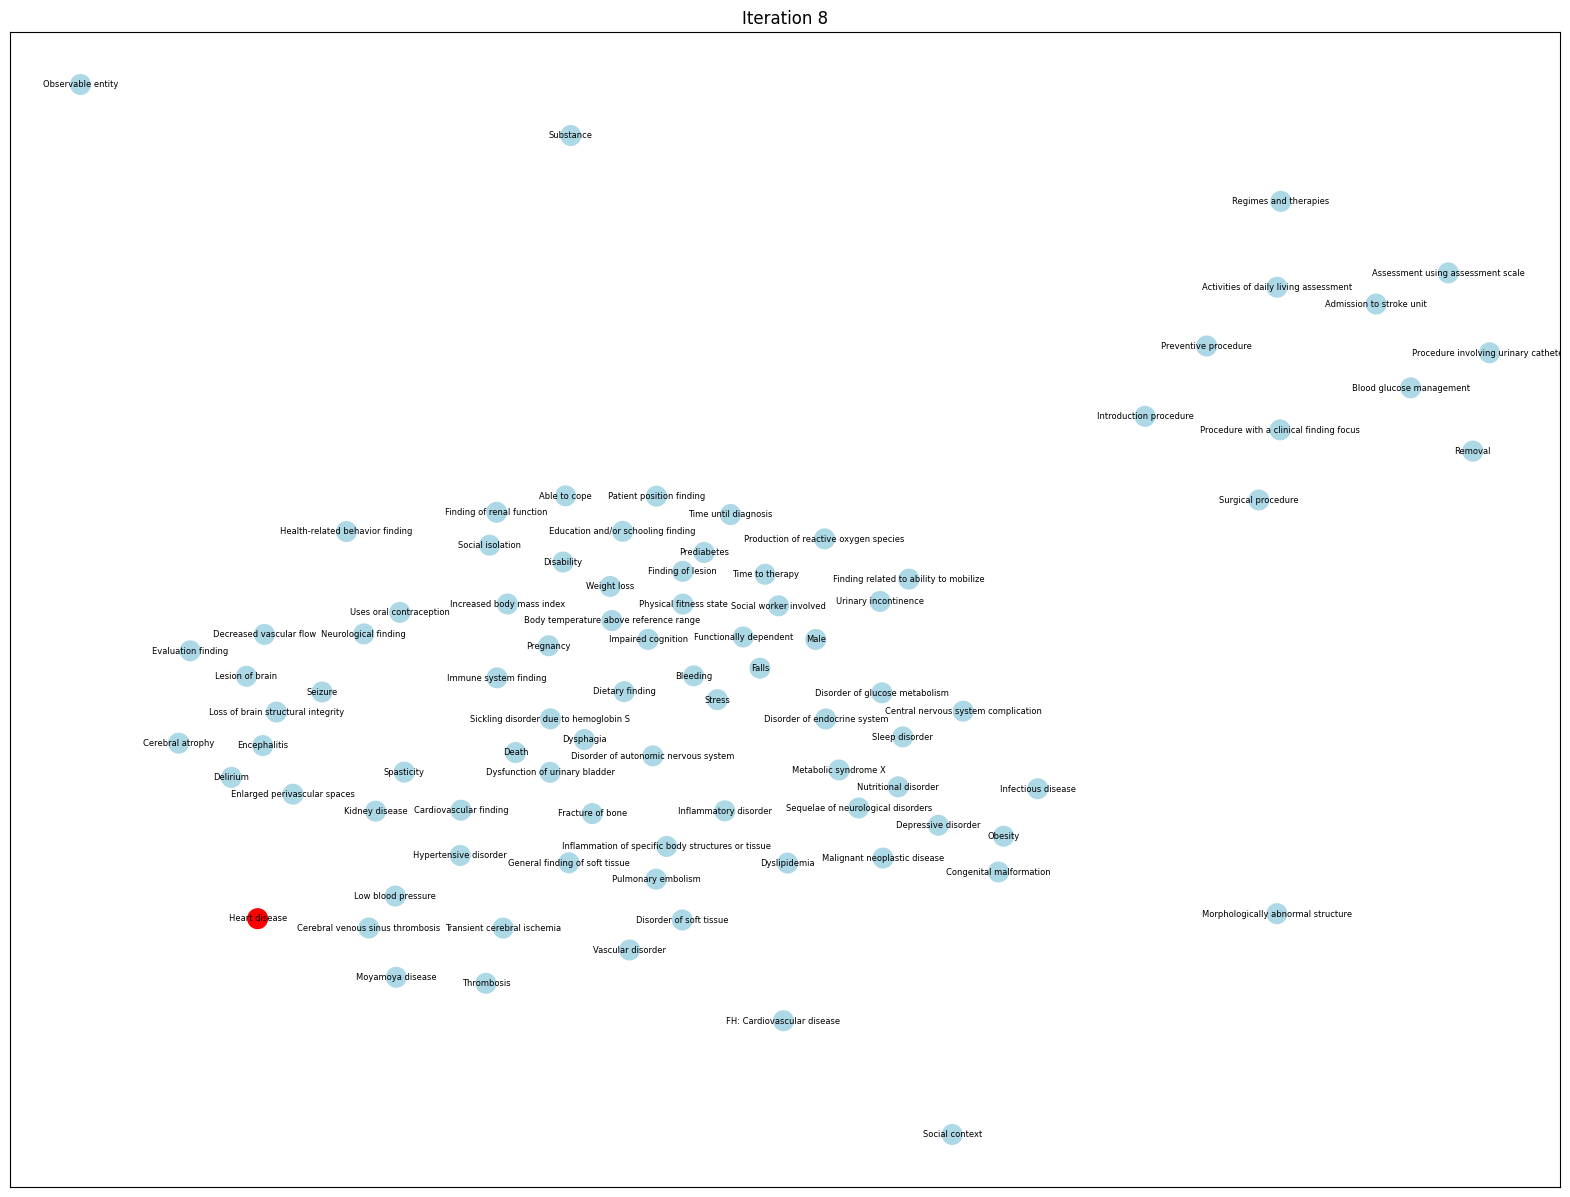 Iteration 8
Observable entity
Substance
Regimes and therapies
Assessment using assessment scale
Activities of daily living assessment
Admission to stroke unit
Preventive procedure
Procedure involving urinary cathete
Blood glucose management
Introduction procedure
Procedure with a clinical finding focus
Removal
Surgical procedure
Able to cope
Patient position finding
Finding of renal function
Time until diagnosis
Health-related behavior finding
Education and/or schooling finding
Production of reactive oxygen species
Social isolation
Prediabetes
Disability
Finding of lesion
Time to therapy
Finding related to ability to mobilize
Weight loss
Urinary incontinence
Increased body mass index
Physical fitness state
Social worker involved
Uses oral contraception
Body temperature above reference range
Decreased vascular flow
Neurological finding
Impaired cognition
Functionally dependent
Male
Pregnancy
Evaluation finding
Falls
Lesion of brain
Immune system finding
Bleeding
Seizure
Dietary finding
Disorder of glucose metabolism
Stress
Loss of brain structural integrity
Central nervous system complication
Sickling disorder due to hemoglobin S
Disorder of endocrine system
Sleep disorder
Cerebral atrophy
Encephalitis
Dysphagia
Death
Disorder of autonomic nervous system
Delirium
Spasticity
Dysfunction of urinary bladder
Metabolic syndrome X
Nutritional disorder
Infectious disease
Enlarged perivascular spaces
Kidney disease
Cardiovascular finding
Fracture of bone
Inflammatory disorder
Sequelae of neurological disorders
Depressive disorder
Obesity
Inflammation of specific body structures or tissue
Hypertensive disorder
General finding of soft tissue
Dyslipidemia
Malignant neoplastic disease
Congenital malformation
Pulmonary embolism
Low blood pressure
Heart disease
Morphologically abnormal structure
Disorder of soft tissue
Cerebral venous sinus thrombosis
Transient cerebral ischemia
Vascular disorder
Moyamoya disease
Thrombosis
FH: Cardiovascular disease
Social context